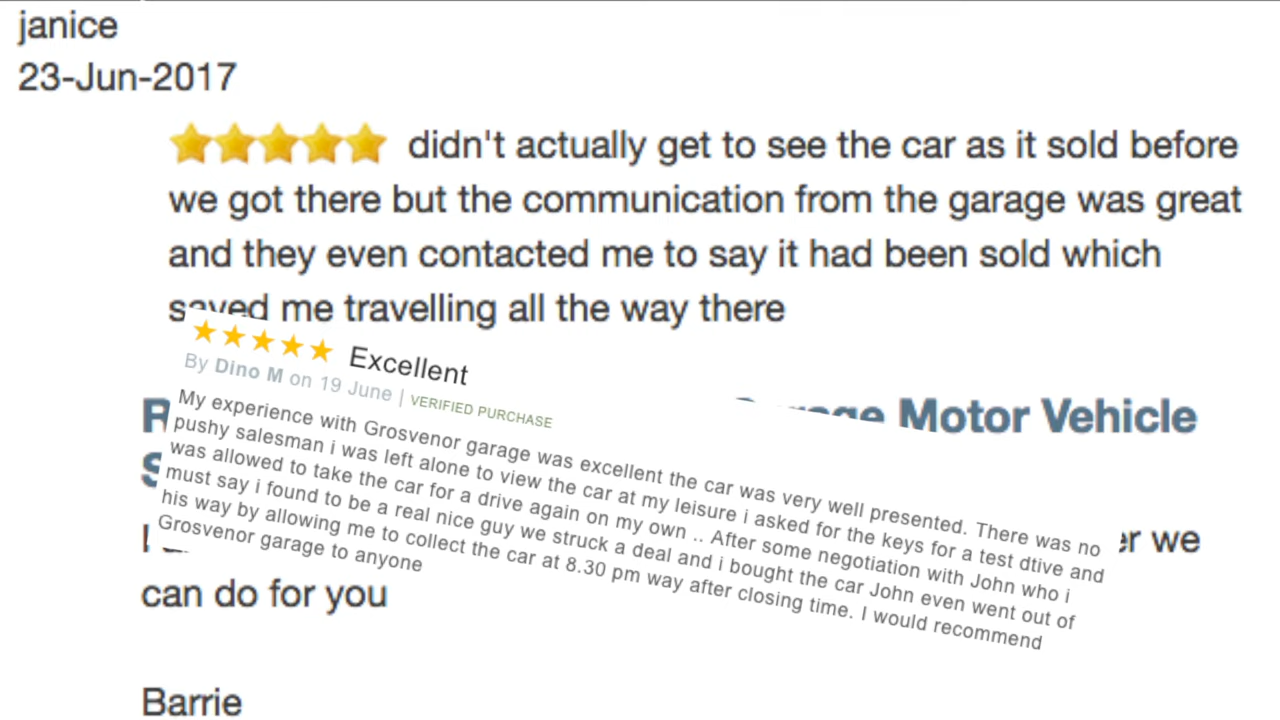 janice
23-Jun-2017
didn't actually get to see the car as it sold before
we got there but the communication from the garage was great
and they even contacted me to say it had been sold which
saved me travelling all the way there
Excellent
By Dino M on 19 June | VERIFIED PURCHASE
My experience with Grosvenor garage was excellent the car was very well presented. There was no
pushy salesman i was left alone to view the car at my leisure i asked for the keys for a test dtive and
was allowed to take the car for a drive again on my own .. After some negotiation with John who i
must say i found to be a real nice guy we struck a deal and i bought the car John even went out of
his way by allowing me to collect the car at 8.30 pm way after closing time. I would recommend
Grosvenor garage to anyone
Motor Vehicle
we
can do for you
Barrie